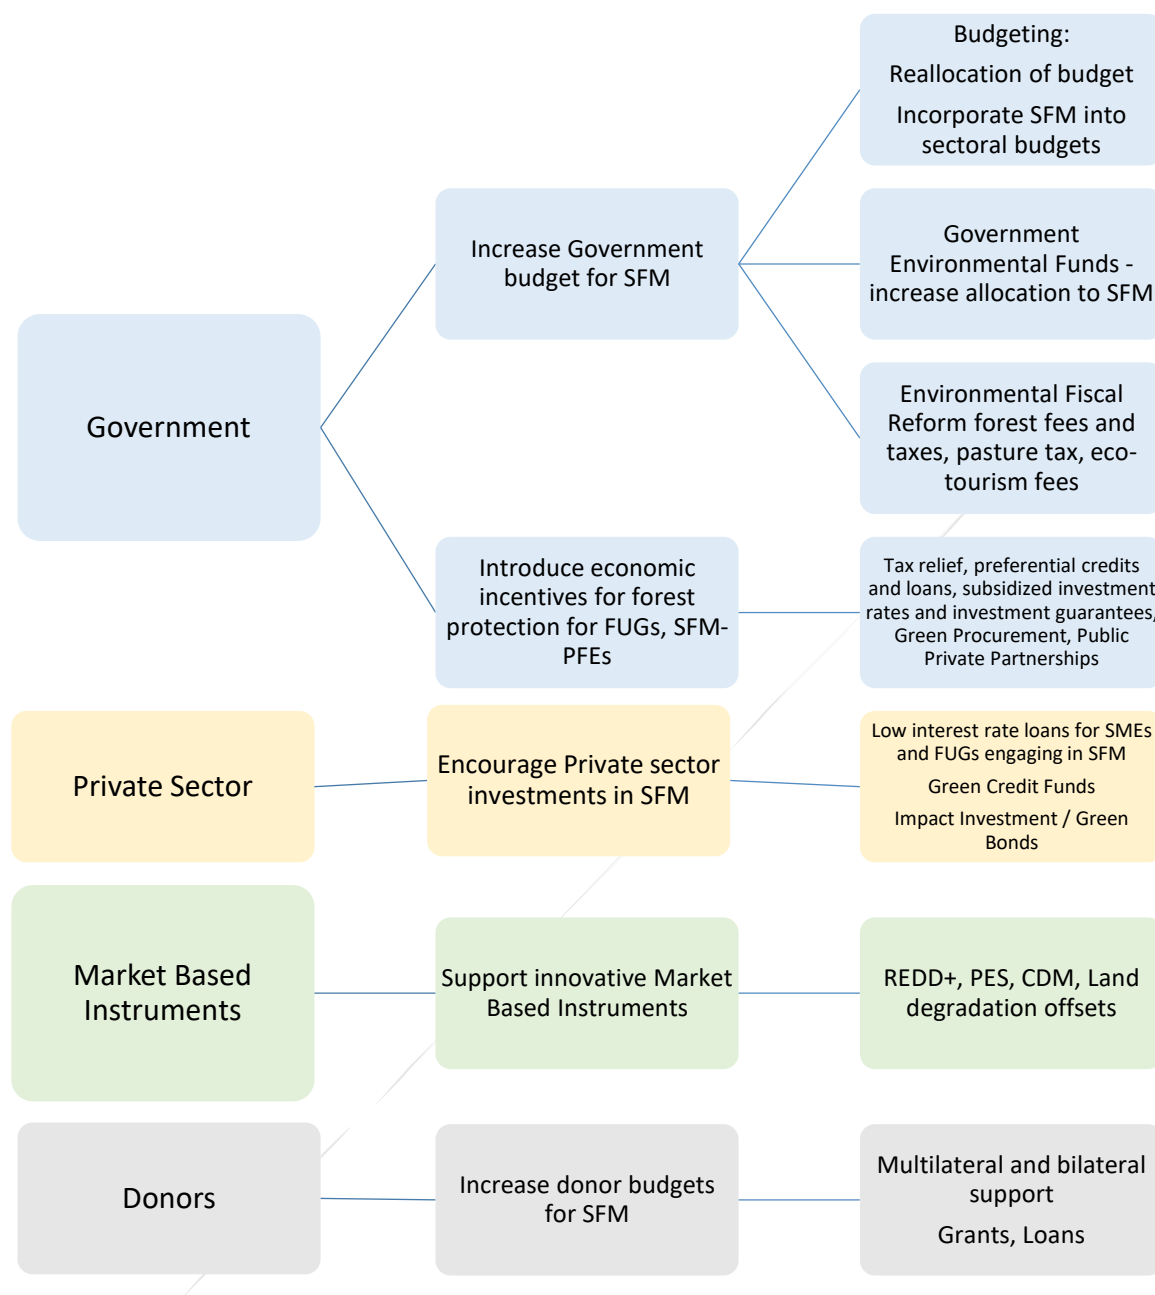 Budgeting:
Reallocation of budget
Incorporate SFM into
sectoral budgets
Increase Government
budget for SFM
Government
Environmental Funds -
increase allocation to SFM
Government
Environmental Fiscal
Reform forest fees and
taxes, pasture tax, eco-
tourism fees
Introduce economic
incentives for forest
protection for FUGs, SFM-
PFEs
Tax relief, preferential credits
and loans, subsidized investment
rates and investment guarantees,
Green Procurement, Public
Private Partnerships
Private Sector
Encourage Private sector
investments in SFM
Low interest rate loans for SMEs
and FUGs engaging in SFM
Green Credit Funds
Impact Investment / Green
Bonds
Market Based
Instruments
Support innovative Market
Based Instruments
REDD+, PES, CDM, Land
degradation offsets
Donors
Increase donor budgets
for SFM
Multilateral and bilateral
support
Grants, Loans